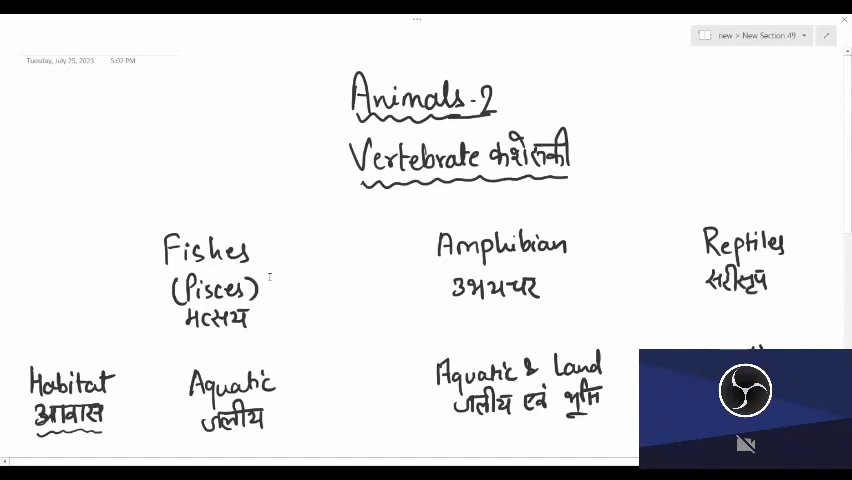 new > New Section 49
Tuesday, July 25, 2023 5:02 PM
Animals-2
Vertebrate कशेरुकी
Fishes Amphibian Reptiles
(Pisces) उभयचर सरीसृप
मत्सय
Habitat Aquatic Aquatic & Land
आवास जलीय जलीय एवं भूमि